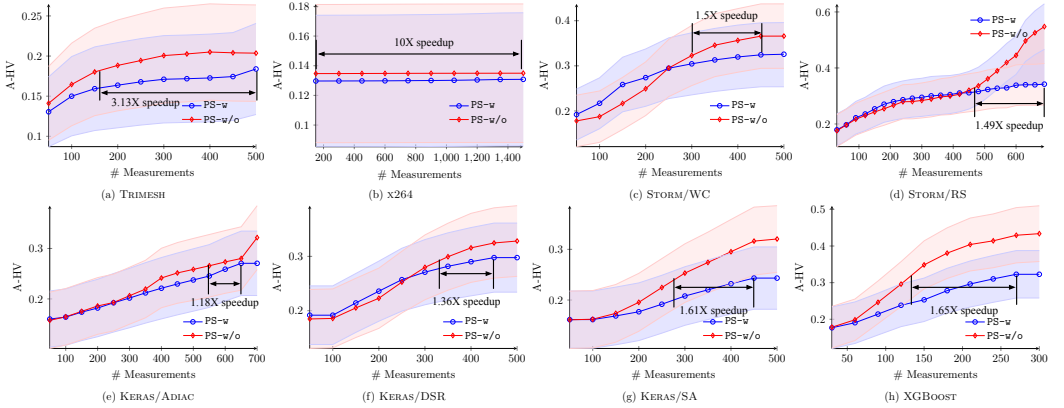 A-HV
0.25
0.2
0.15
0.1
3.13X speedup
PS-w
PS-w/o
100 200 300 400 500
# Measurements
(a) TRIMESH
A-HV
0.18
0.16
0.14
0.12
0.1
10X speedup
PS-w
PS-w/o
200 400 600 800 1,000 1,200 1,400
# Measurements
(b) X264
A-HV
0.4
0.3
0.2
1.5X speedup
PS-w
PS-w/o
100 200 300 400 500
# Measurements
(c) STORM/WC
A-HV
0.6
0.4
0.2
PS-w
PS-w/o
1.49X speedup
100 200 300 400 500 600
# Measurements
(d) STORM/RS
A-HV
0.3
0.2
1.18X speedup
PS-w
PS-w/o
100 200 300 400 500 600 700
# Measurements
(e) KERAS/ADIAC
A-HV
0.3
0.2
1.36X speedup
PS-w
PS-w/o
100 200 300 400 500
# Measurements
(f) KERAS/DSR
A-HV
0.3
0.2
1.61X speedup
PS-w
PS-w/o
100 200 300 400 500
# Measurements
(g) KERAS/SA
A-HV
0.5
0.4
0.3
0.2
1.65X speedup
PS-w
PS-w/o
50 100 150 200 250 300
# Measurements
(h) XGBOOST